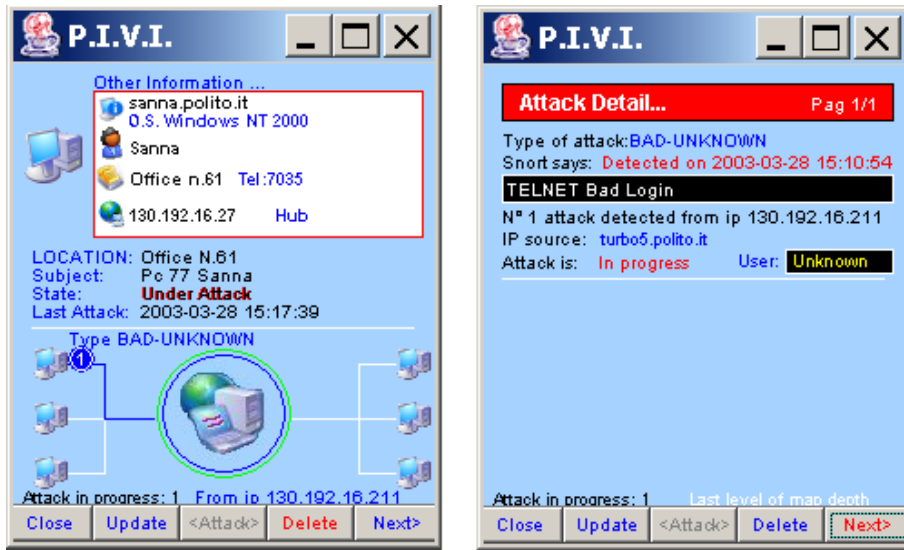 P.I.V.I.
Other Information ...
sanna.polito.it
O.S. Windows NT 2000
Sanna
Office n.61 Tel:7035
130.192.16.27 Hub
LOCATION: Office N.61
Subject: Pc 77 Sanna
State: Under Attack
Last Attack: 2003-03-28 15:17:39
Type BAD-UNKNOWN
1
Attack in progress: 1 From ip 130.192.16.211
Close Update <Attack> Delete Next>
P.I.V.I.
Attack Detail... Pag 1/1
Type of attack:BAD-UNKNOWN
Snort says: Detected on 2003-03-28 15:10:54
TELNET Bad Login
N° 1 attack detected from ip 130.192.16.211
IP source: turbo5.polito.it
Attack is: In progress User: Unknown
Attack in progress: 1 Last level of map depth
Close Update <Attack> Delete Next>